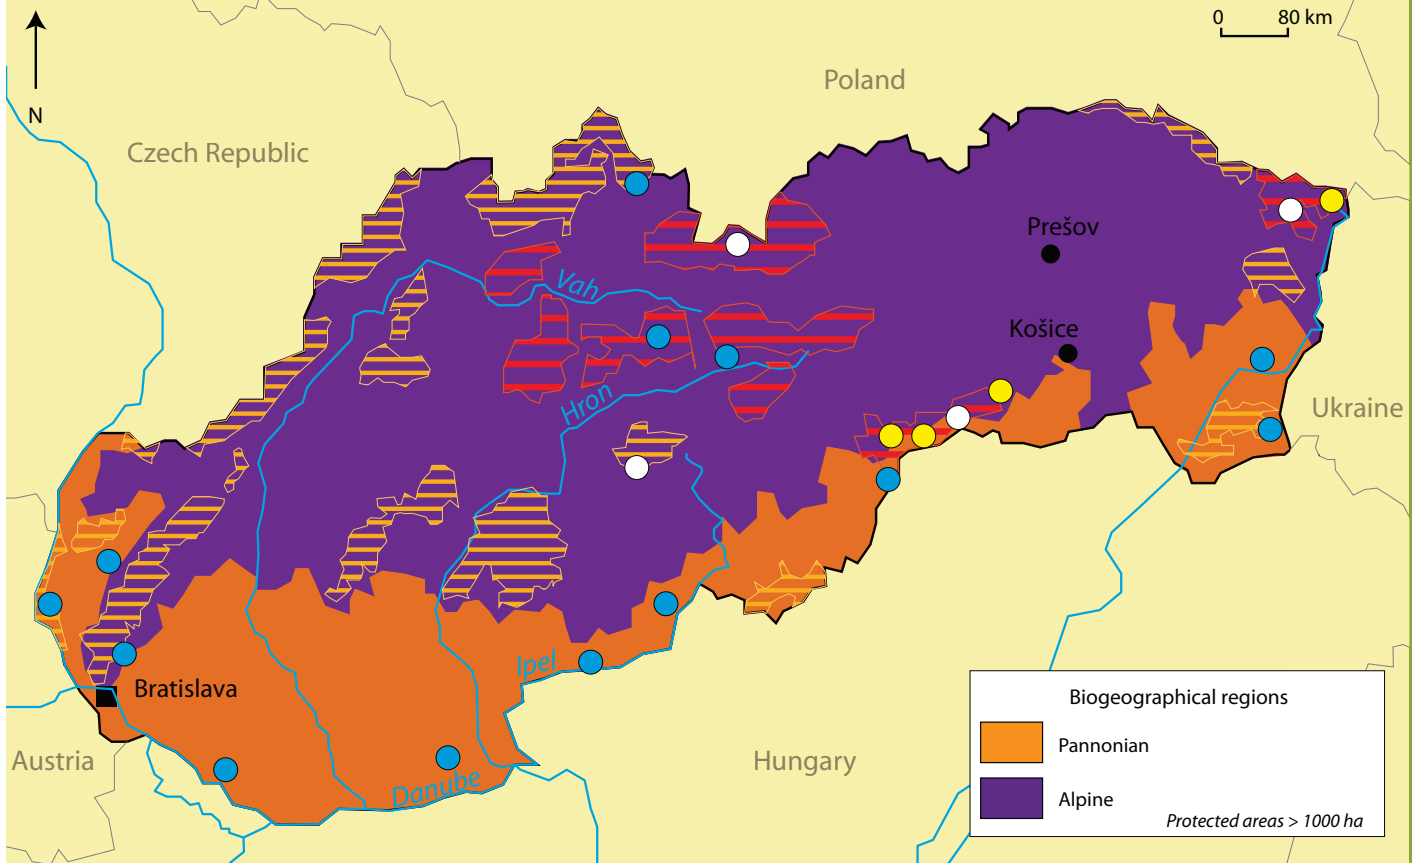 0 80 km
N
Poland
Czech Republic
Prešov
Vah
Košice
Hron
Ukraine
Ipel
Bratislava
Austria
Danube
Hungary
Biogeographical regions
Pannonian
Alpine
Protected areas > 1000 ha